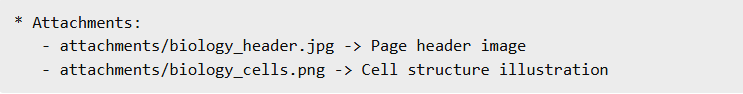 * Attachments:
- attachments/biology_header.jpg -> Page header image
- attachments/biology_cells.png -> Cell structure illustration